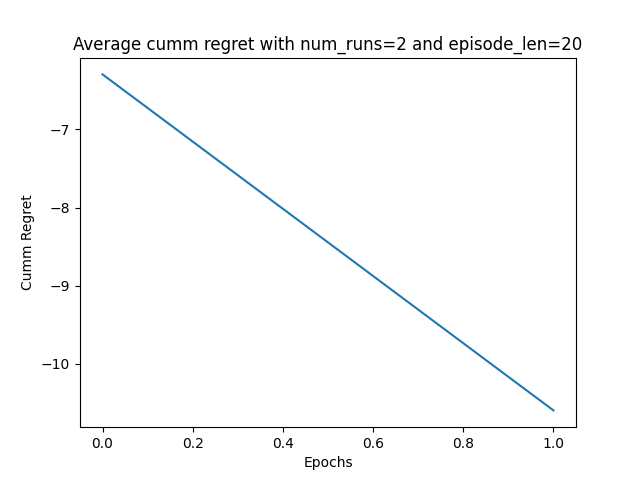 Average cumm regret with num_runs=2 and episode_len=20
−7
−8
−9
−10
Cumm Regret
0.0 0.2 0.4 0.6 0.8 1.0
Epochs